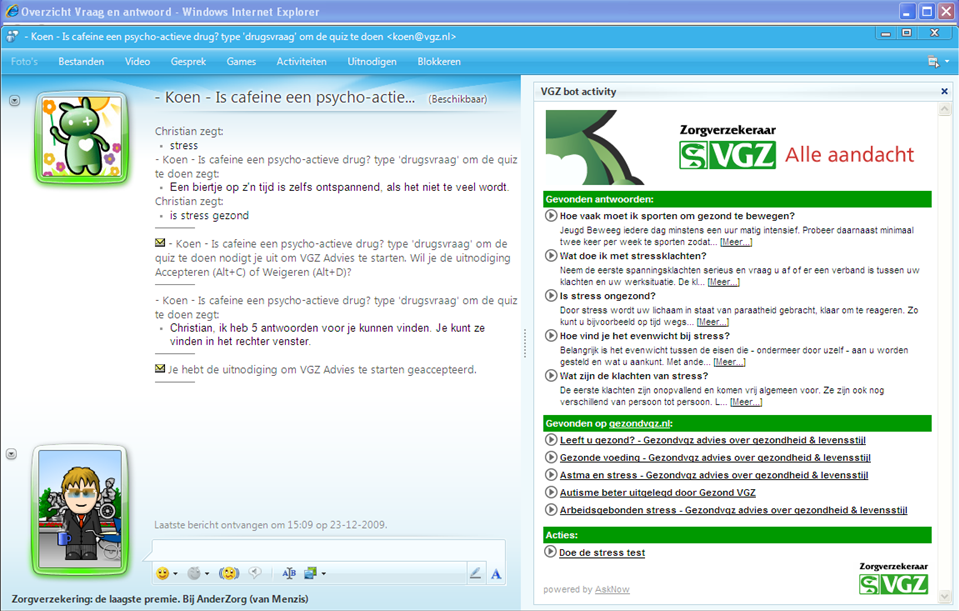 Overzicht Vraag en antwoord - Windows Internet Explorer
- Koen - Is cafeine een psycho-actieve drug? type 'drugsvraag' om de quiz te doen <koen@vgz.nl>
Foto's Bestanden Video Gesprek Games Activiteiten Uitnodigen Blokkeren
- Koen - Is cafeine een psycho-actie... (Beschikbaar)
Christian zegt:
stress
- Koen - Is cafeine een psycho-actieve drug? type 'drugsvraag' om de quiz
te doen zegt:
Een biertje op z'n tijd is zelfs ontspannend, als het niet te veel wordt.
Christian zegt:
is stress gezond
- Koen - Is cafeine een psycho-actieve drug? type 'drugsvraag' om de
quiz te doen nodigt je uit om VGZ Advies te starten. Wil je de uitnodiging
Accepteren (Alt+C) of Weigeren (Alt+D)?
- Koen - Is cafeine een psycho-actieve drug? type 'drugsvraag' om de quiz
te doen zegt:
Christian, ik heb 5 antwoorden voor je kunnen vinden. Je kunt ze
vinden in het rechter venster.
Je hebt de uitnodiging om VGZ Advies te starten geaccepteerd.
Laatste bericht ontvangen om 15:09 op 23-12-2009.
Zorgverzekering: de laagste premie. Bij AnderZorg (van Menzis)
VGZ bot activity
Zorgverzekeraar
VGZ Alle aandacht
Gevonden antwoorden:
Hoe vaak moet ik sporten om gezond te bewegen?
Jeugd Beweeg iedere dag minstens een uur matig intensief. Probeer daarnaast minimaal
twee keer per week te sporten zodat... [Meer...]
Wat doe ik met stressklachten?
Neem de eerste spanningsklachten serieus en vraag u af of er een verband is tussen uw
klachten en uw werksituatie. De kl... [Meer...]
Is stress ongezond?
Door stress wordt uw lichaam in staat van paraatheid gebracht, klaar om te reageren. Zo
kunt u bijvoorbeeld op tijd wegs... [Meer...]
Hoe vind je het evenwicht bij stress?
Belangrijk is het evenwicht tussen de eisen die - ondermeer door uzelf - aan u worden
gesteld en wat u aankunt. Met ande... [Meer...]
Wat zijn de klachten van stress?
De eerste klachten zijn onopvallend en komen vrij algemeen voor. Ze zijn ook nog
verschillend van persoon tot persoon. L... [Meer...]
Gevonden op gezondvgz.nl:
Leeft u gezond? - Gezondvgz advies over gezondheid & levensstijl
Gezonde voeding - Gezondvgz advies over gezondheid & levensstijl
Astma en stress - Gezondvgz advies over gezondheid & levensstijl
Autisme beter uitgelegd door Gezond VGZ
Arbeidsgebonden stress - Gezondvgz advies over gezondheid & levensstijl
Acties:
Doe de stress test
Zorgverzekeraar
VGZ
powered by AskNow